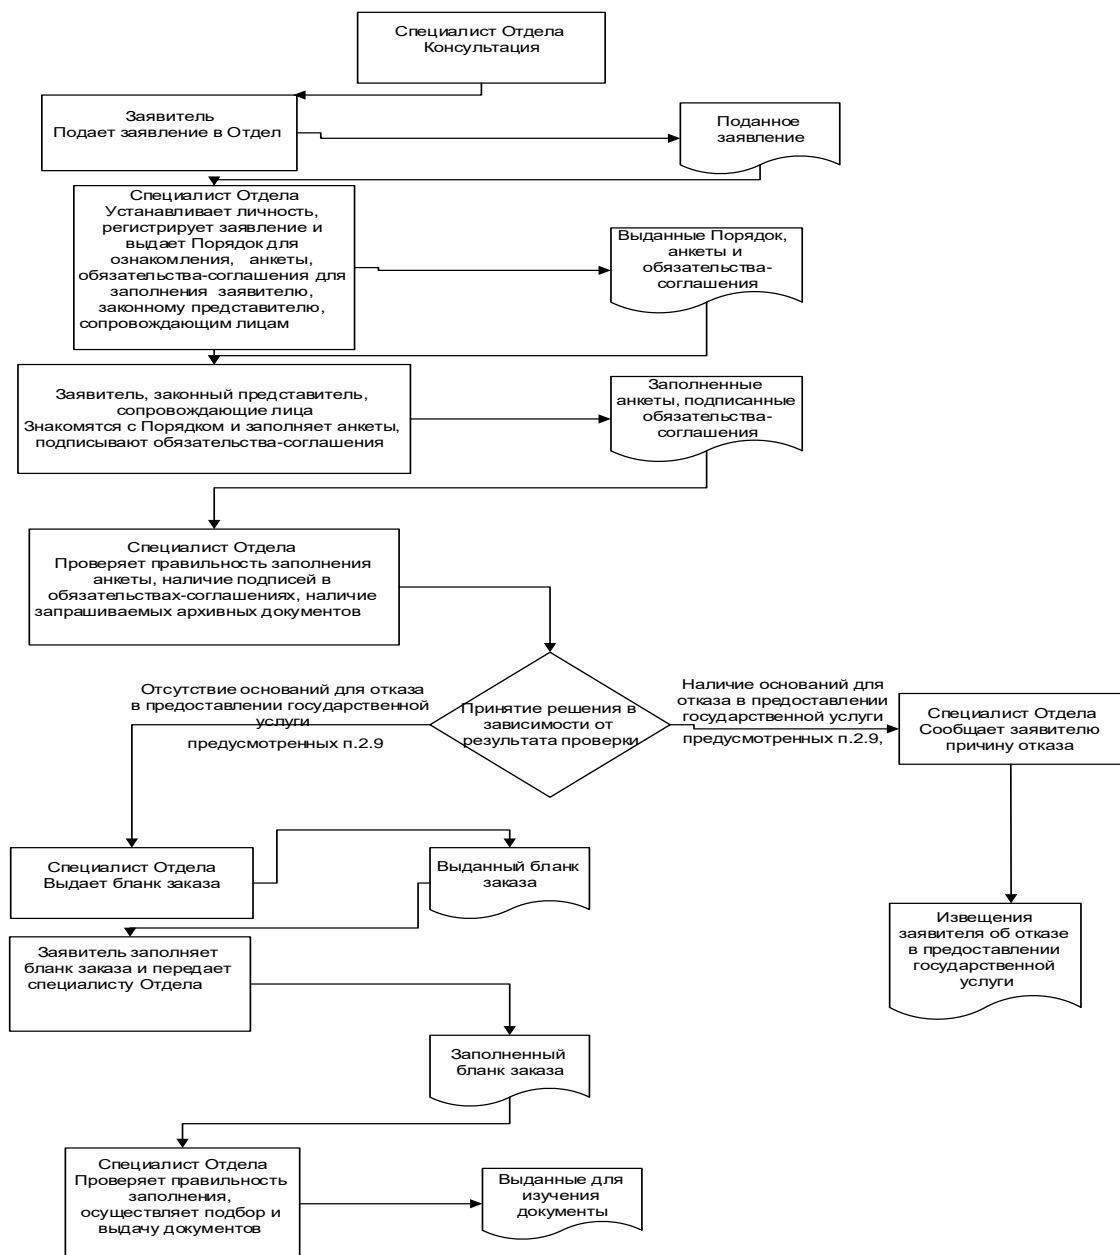 Специалист Отдела
Консультация
Заявитель
Подает заявление в Отдел
Поданное
заявление
Специалист Отдела
Устанавливает личность,
регистрирует заявление и
выдает Порядок для
ознакомления, анкеты,
обязательства-соглашения для
заполнения заявителю,
законному представителю,
сопровождающим лицам
Выданные Порядок,
анкеты и
обязательства-
соглашения
Заявитель, законный представитель,
сопровождающие лица
Знакомятся с Порядком и заполняет анкеты,
подписывают обязательства-соглашения
Заполненные
анкеты, подписанные
обязательства-
соглашения
Специалист Отдела
Проверяет правильность заполнения
анкеты, наличие подписей в
обязательствах-соглашениях, наличие
запрашиваемых архивных документов
Отсутствие оснований для отказа
в предоставлении государственной
услуги
предусмотренных п.2.9
Принятие решения в
зависимости от
результата проверки
Наличие оснований для
отказа в предоставлении
государственной услуги
предусмотренных п.2.9,
Специалист Отдела
Сообщает заявителю
причину отказа
Специалист Отдела
Выдает бланк заказа
Выданный бланк
заказа
Извещения
заявителя об отказе
в предоставлении
государственной
услуги
Заявитель заполняет
бланк заказа и передает
специалисту Отдела
Заполненный
бланк заказа
Специалист Отдела
Проверяет правильность
заполнения,
осуществляет подбор и
выдачу документов
Выданные для
изучения
документы